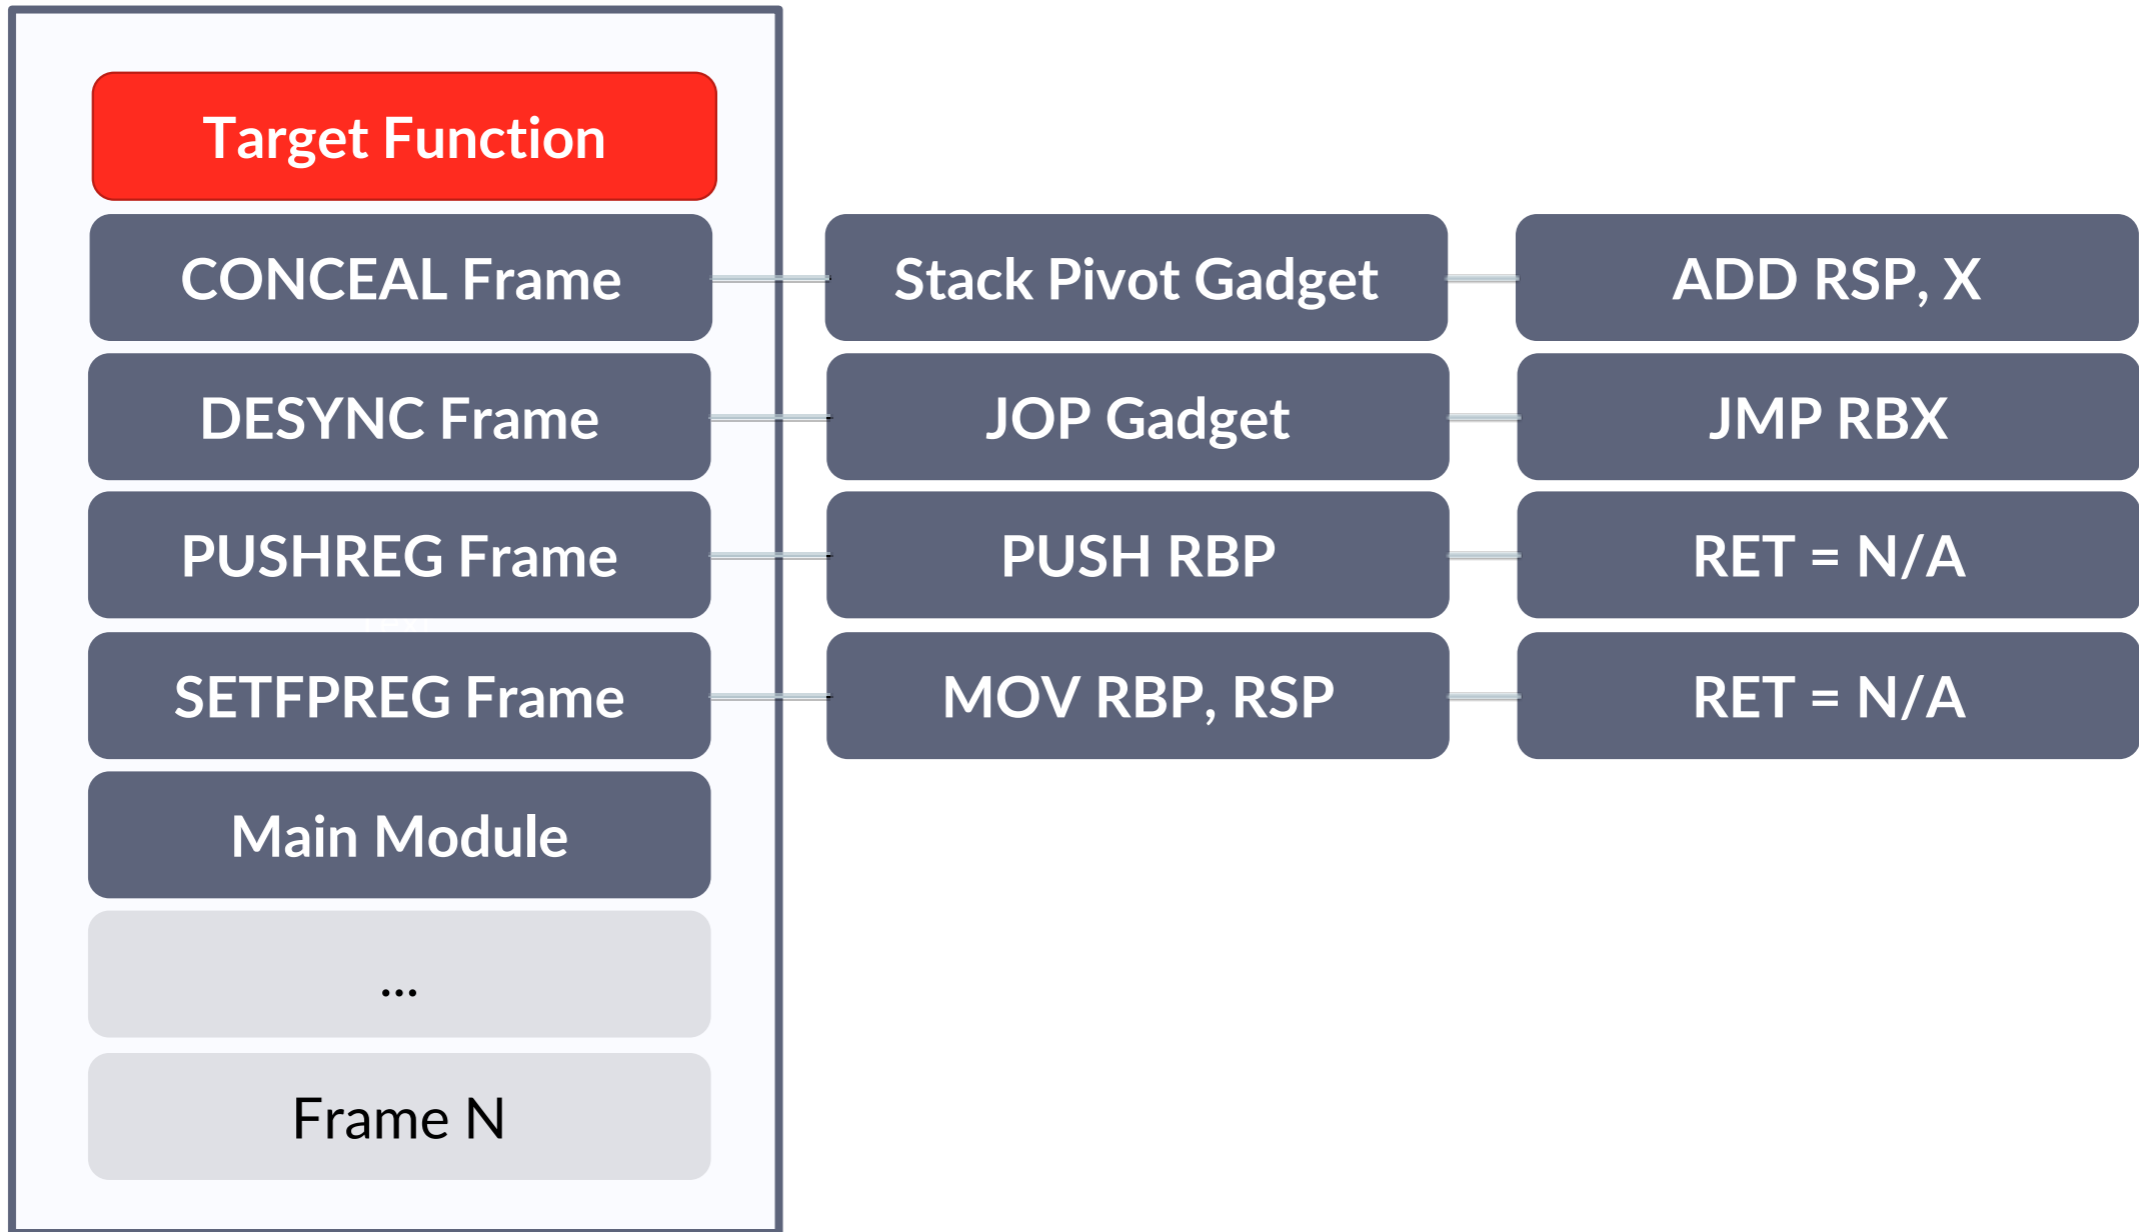 Target Function
CONCEAL Frame
Stack Pivot Gadget
ADD RSP, X
DESYNC Frame
JOP Gadget
JMP RBX
PUSHREG Frame
PUSH RBP
RET = N/A
SETFPREG Frame
MOV RBP, RSP
RET = N/A
Main Module
...
Frame N